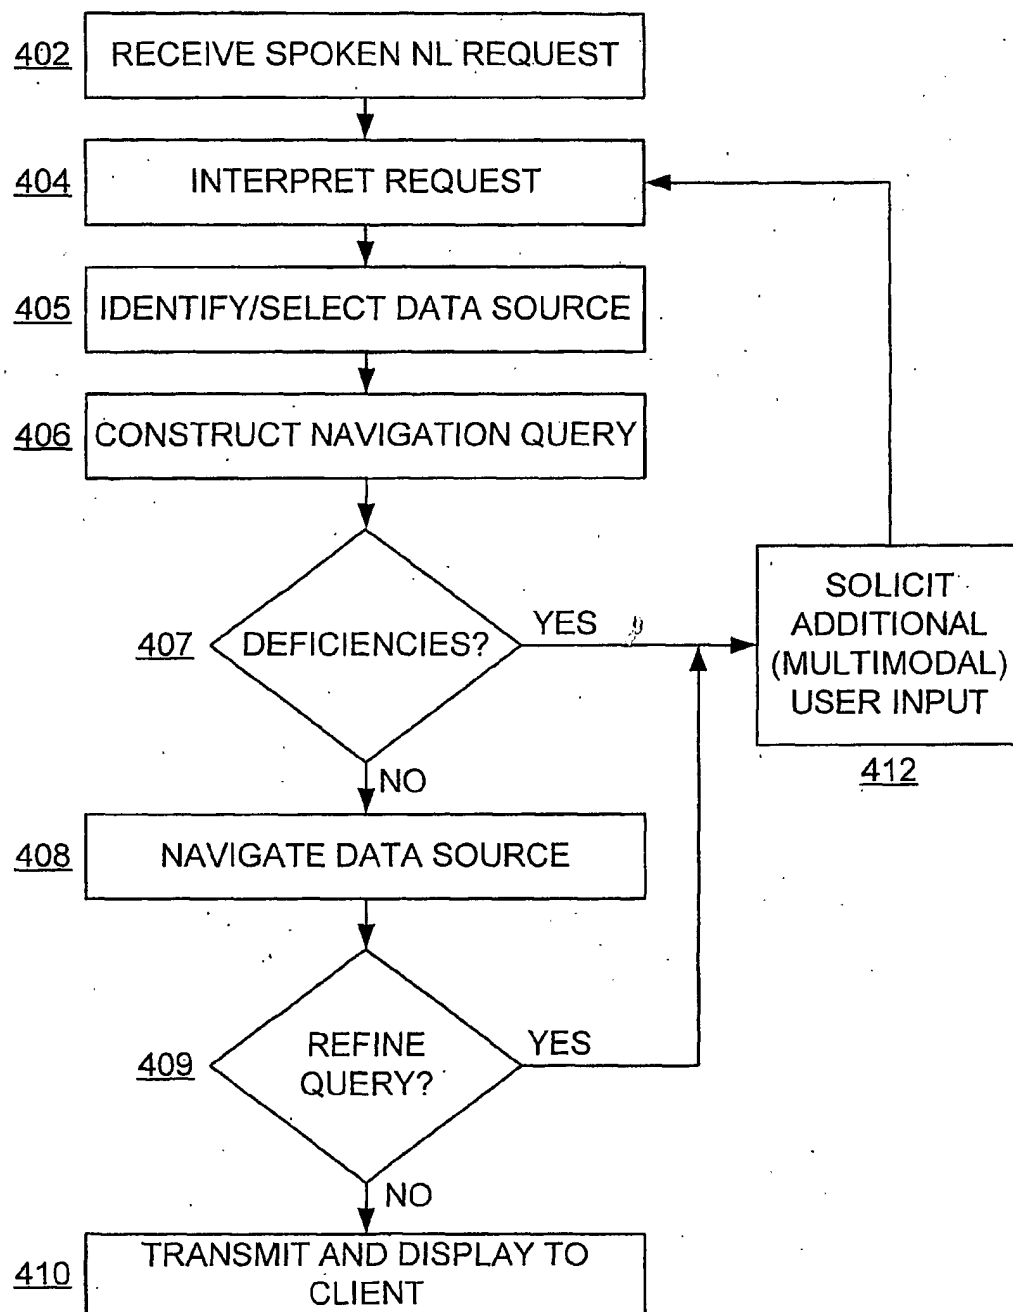 402 RECEIVE SPOKEN NL REQUEST
404 INTERPRET REQUEST
405 IDENTIFY/SELECT DATA SOURCE
406 CONSTRUCT NAVIGATION QUERY
407 DEFICIENCIES?
YES
SOLICIT
ADDITIONAL
(MULTIMODAL)
USER INPUT
412
NO
408 NAVIGATE DATA SOURCE
409 REFINE
QUERY?
YES
NO
410 TRANSMIT AND DISPLAY TO
CLIENT